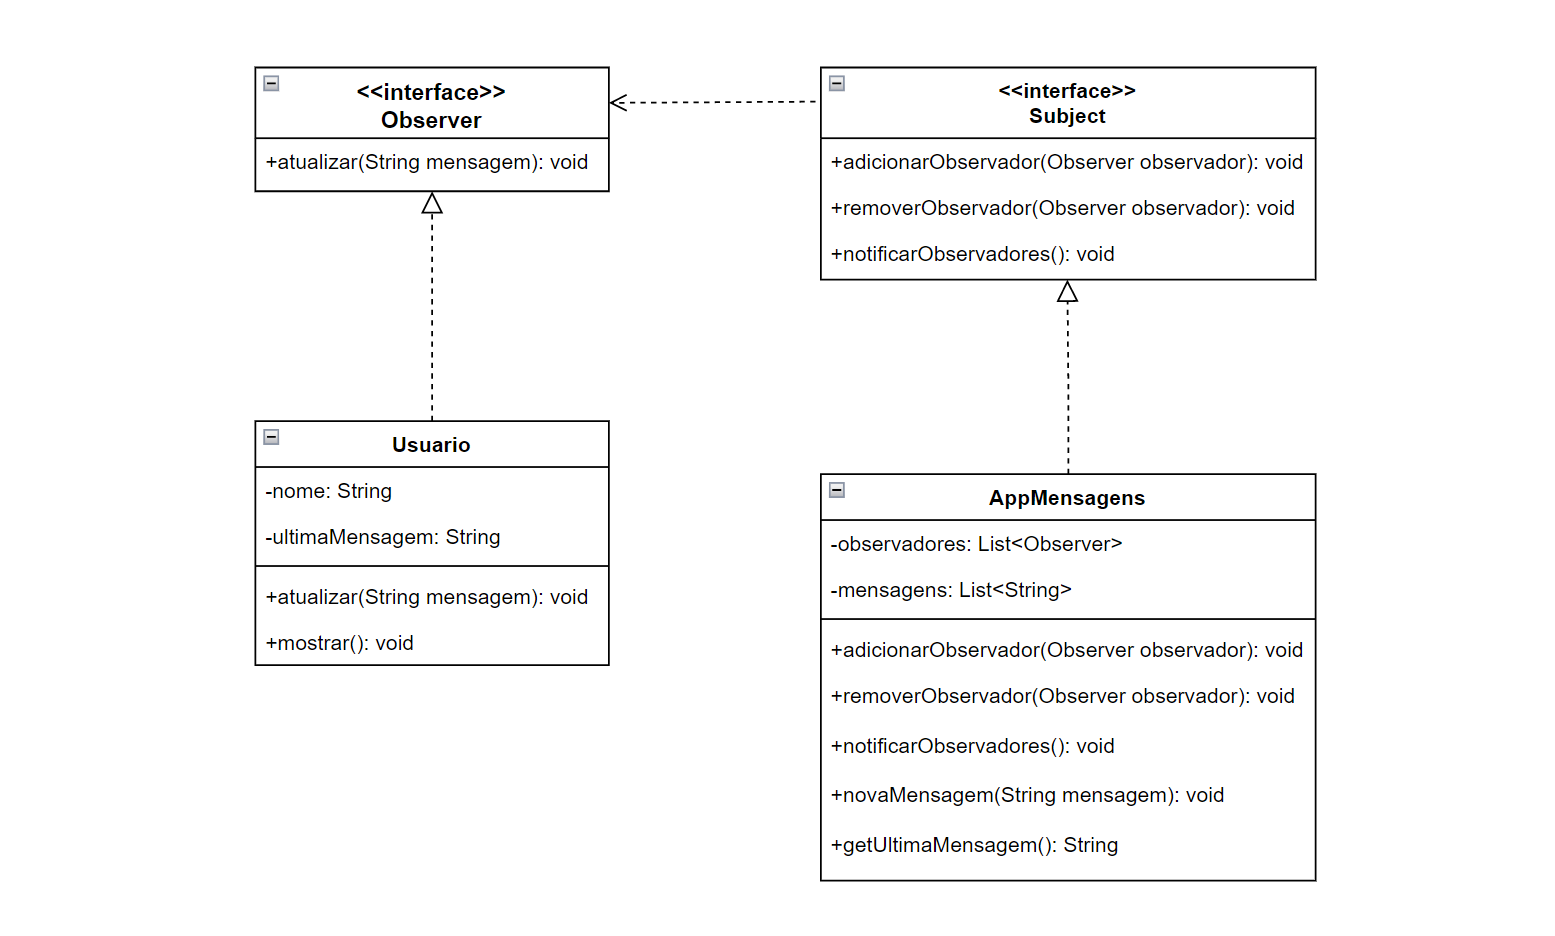 <<interface>>
Observer
+atualizar(String mensagem): void
<<interface>>
Subject
+adicionarObservador(Observer observador): void
+removerObservador(Observer observador): void
+notificarObservadores(): void
Usuario
-nome: String
-ultimaMensagem: String
+atualizar(String mensagem): void
+mostrar(): void
AppMensagens
-observadores: List<Observer>
-mensagens: List<String>
+adicionarObservador(Observer observador): void
+removerObservador(Observer observador): void
+notificarObservadores(): void
+novaMensagem(String mensagem): void
+getUltimaMensagem(): String